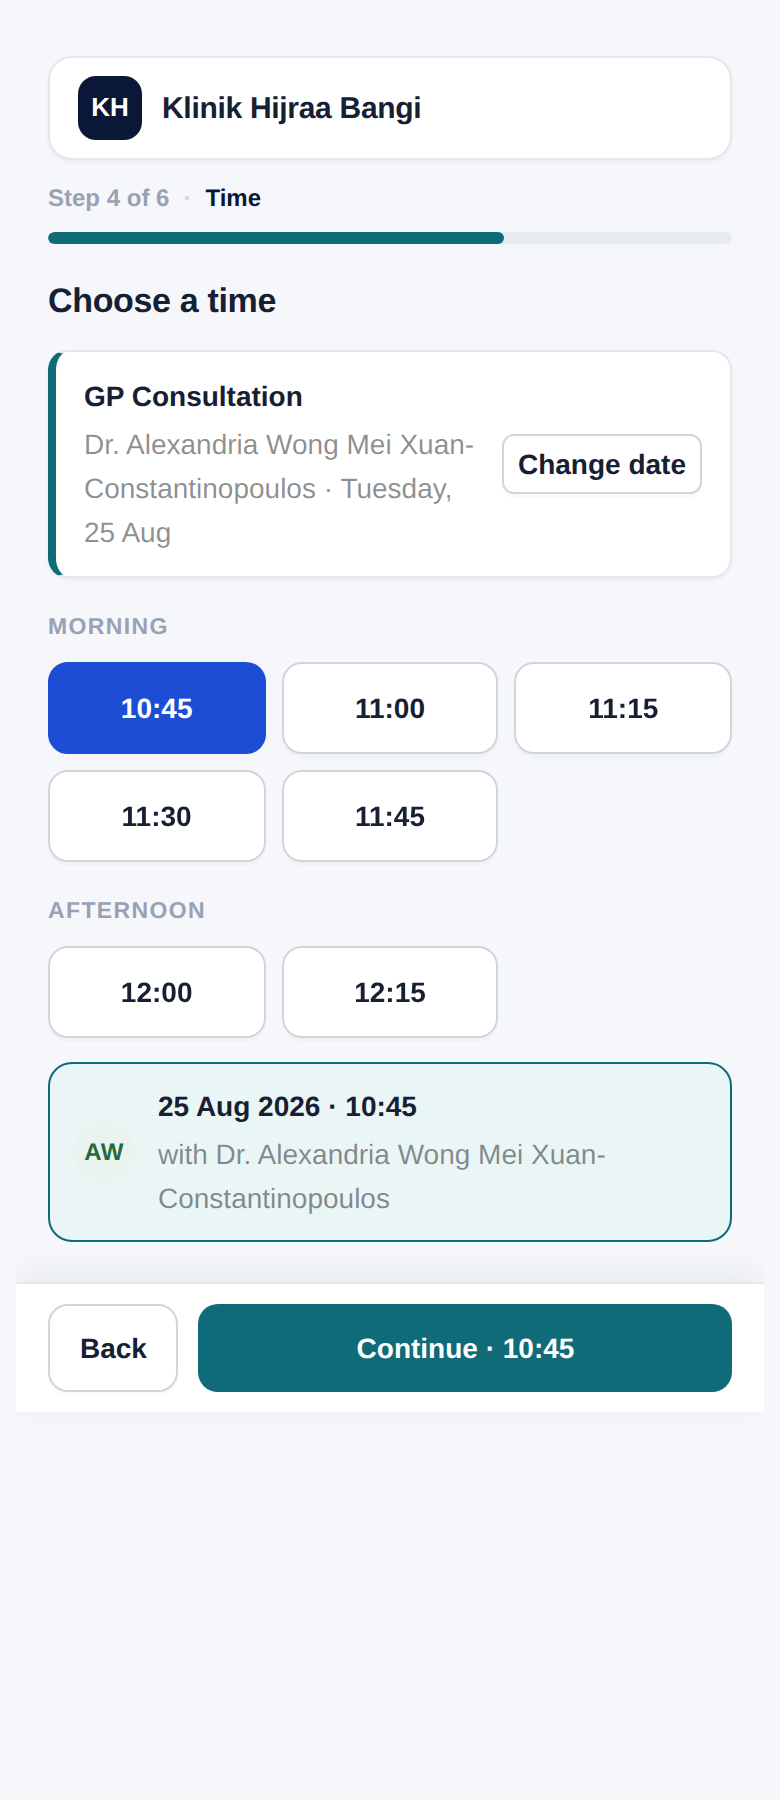 KH
Klinik Hijraa Bangi
Step 4 of 6 · Time
Choose a time
GP Consultation
Dr. Alexandria Wong Mei Xuan-
Constantinopoulos · Tuesday,
25 Aug
Change date
MORNING
10:45
11:00
11:15
11:30
11:45
AFTERNOON
12:00
12:15
AW
25 Aug 2026 · 10:45
with Dr. Alexandria Wong Mei Xuan-
Constantinopoulos
Back
Continue · 10:45